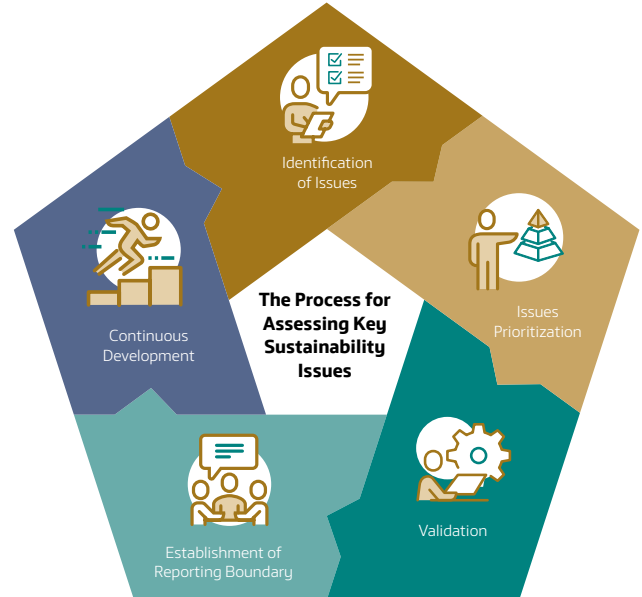 Identification
of Issues
Issues
Prioritization
Validation
Establishment of
Reporting Boundary
Continuous
Development
The Process for
Assessing Key
Sustainability
Issues